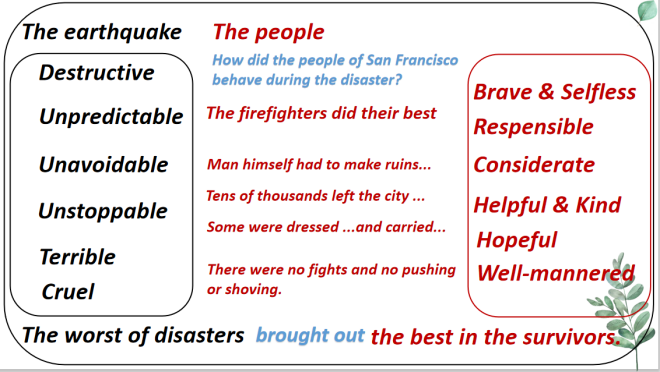 The earthquake
The people
How did the people of San Francisco
behave during the disaster?
Destructive
Unpredictable
Unavoidable
Unstoppable
Terrible
Cruel
The firefighters did their best
Man himself had to make ruins...
Tens of thousands left the city ...
Some were dressed ...and carried...
There were no fights and no pushing
or shoving.
Brave & Selfless
Respensible
Considerate
Helpful & Kind
Hopeful
Well-mannered
The worst of disasters brought out the best in the survivors.